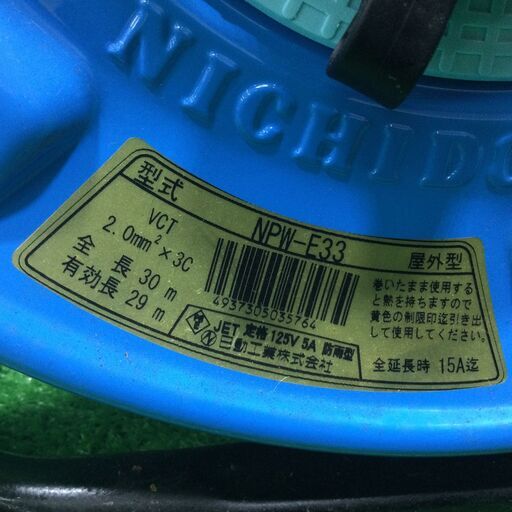 NICHIDO
型式 NPW-E33 屋外型
VCT
2.0mm² × 3C
全 長 30 m
有効長 29 m
4937305035764
JET 定格 125V 5A 防雨型
日動工業株式会社
巻いたまま使用する
と熱を持ちますので
黄色の制限印迄引き出
して使用してください。
全延長時 15A迄